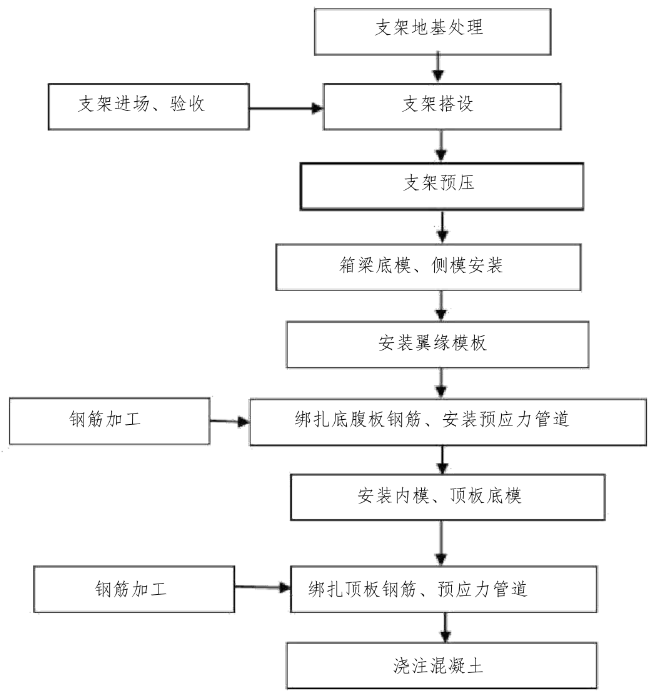 支架地基处理
支架进场、验收
支架搭设
支架预压
箱梁底模、侧模安装
安装翼缘模板
钢筋加工
绑扎底腹板钢筋、安装预应力管道
安装内模、顶板底模
钢筋加工
绑扎顶板钢筋、预应力管道
浇注混凝土